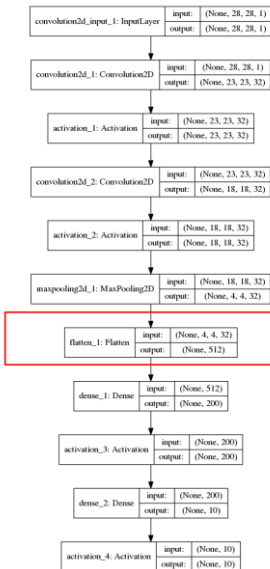 convolution2d_input_1: InputLayer input: (None, 28, 28, 1)
output: (None, 28, 28, 1)
convolution2d_1: Convolution2D input: (None, 28, 28, 1)
output: (None, 23, 23, 32)
activation_1: Activation input: (None, 23, 23, 32)
output: (None, 23, 23, 32)
convolution2d_2: Convolution2D input: (None, 23, 23, 32)
output: (None, 18, 18, 32)
activation_2: Activation input: (None, 18, 18, 32)
output: (None, 18, 18, 32)
maxpooling2d_1: MaxPooling2D input: (None, 18, 18, 32)
output: (None, 4, 4, 32)
flatten_1: Flatten input: (None, 4, 4, 32)
output: (None, 512)
dense_1: Dense input: (None, 512)
output: (None, 200)
activation_3: Activation input: (None, 200)
output: (None, 200)
dense_2: Dense input: (None, 200)
output: (None, 10)
activation_4: Activation input: (None, 10)
output: (None, 10)